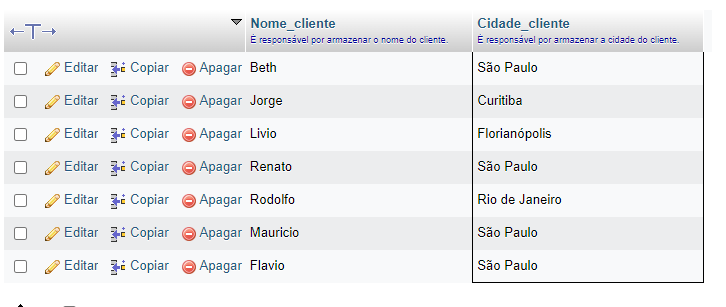 Nome_cliente Cidade_cliente
É responsável por armazenar o nome do cliente. É responsável por armazenar a cidade do cliente.
Editar Copiar Apagar Beth São Paulo
Editar Copiar Apagar Jorge Curitiba
Editar Copiar Apagar Livio Florianópolis
Editar Copiar Apagar Renato São Paulo
Editar Copiar Apagar Rodolfo Rio de Janeiro
Editar Copiar Apagar Mauricio São Paulo
Editar Copiar Apagar Flavio São Paulo